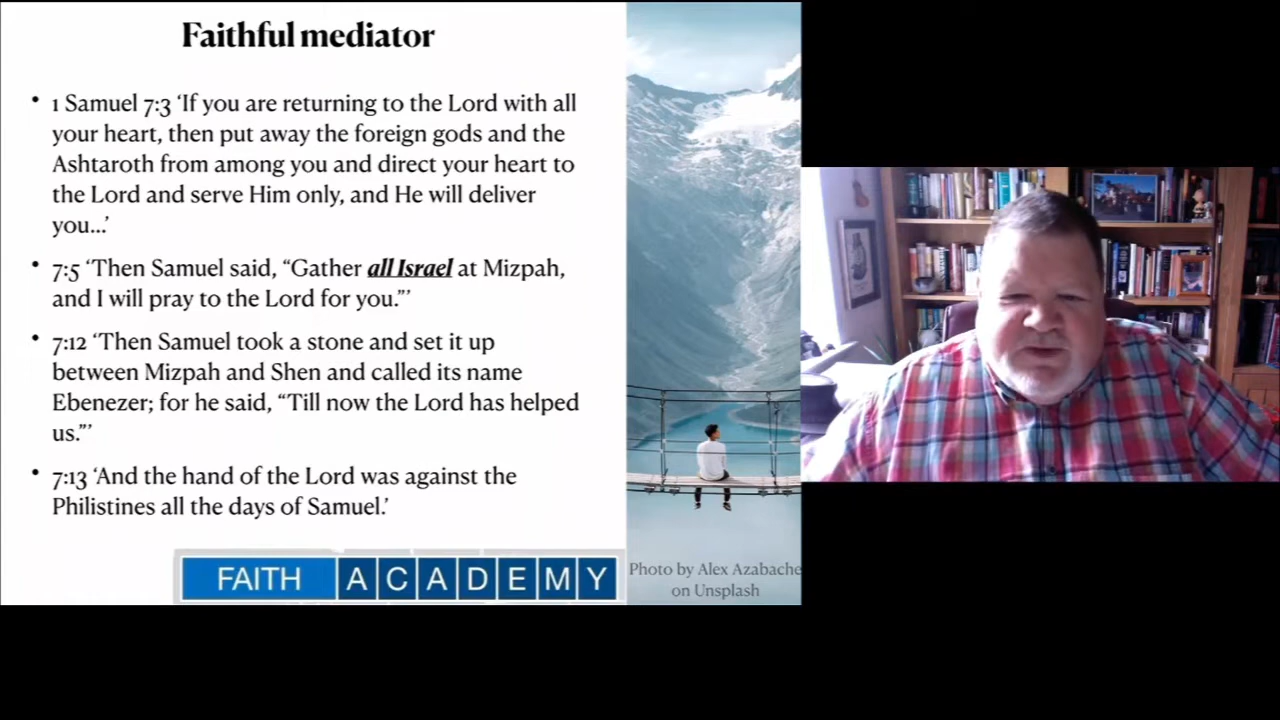 Faithful mediator
• 1 Samuel 7:3 ‘If you are returning to the Lord with all
your heart, then put away the foreign gods and the
Ashtaroth from among you and direct your heart to
the Lord and serve Him only, and He will deliver
you...’
• 7:5 ‘Then Samuel said, “Gather all Israel at Mizpah,
and I will pray to the Lord for you.”’
• 7:12 ‘Then Samuel took a stone and set it up
between Mizpah and Shen and called its name
Ebenezer; for he said, “Till now the Lord has helped
us.”’
• 7:13 ‘And the hand of the Lord was against the
Philistines all the days of Samuel.’
FAITH ACADEMY
Photo by Alex Azabache
on Unsplash